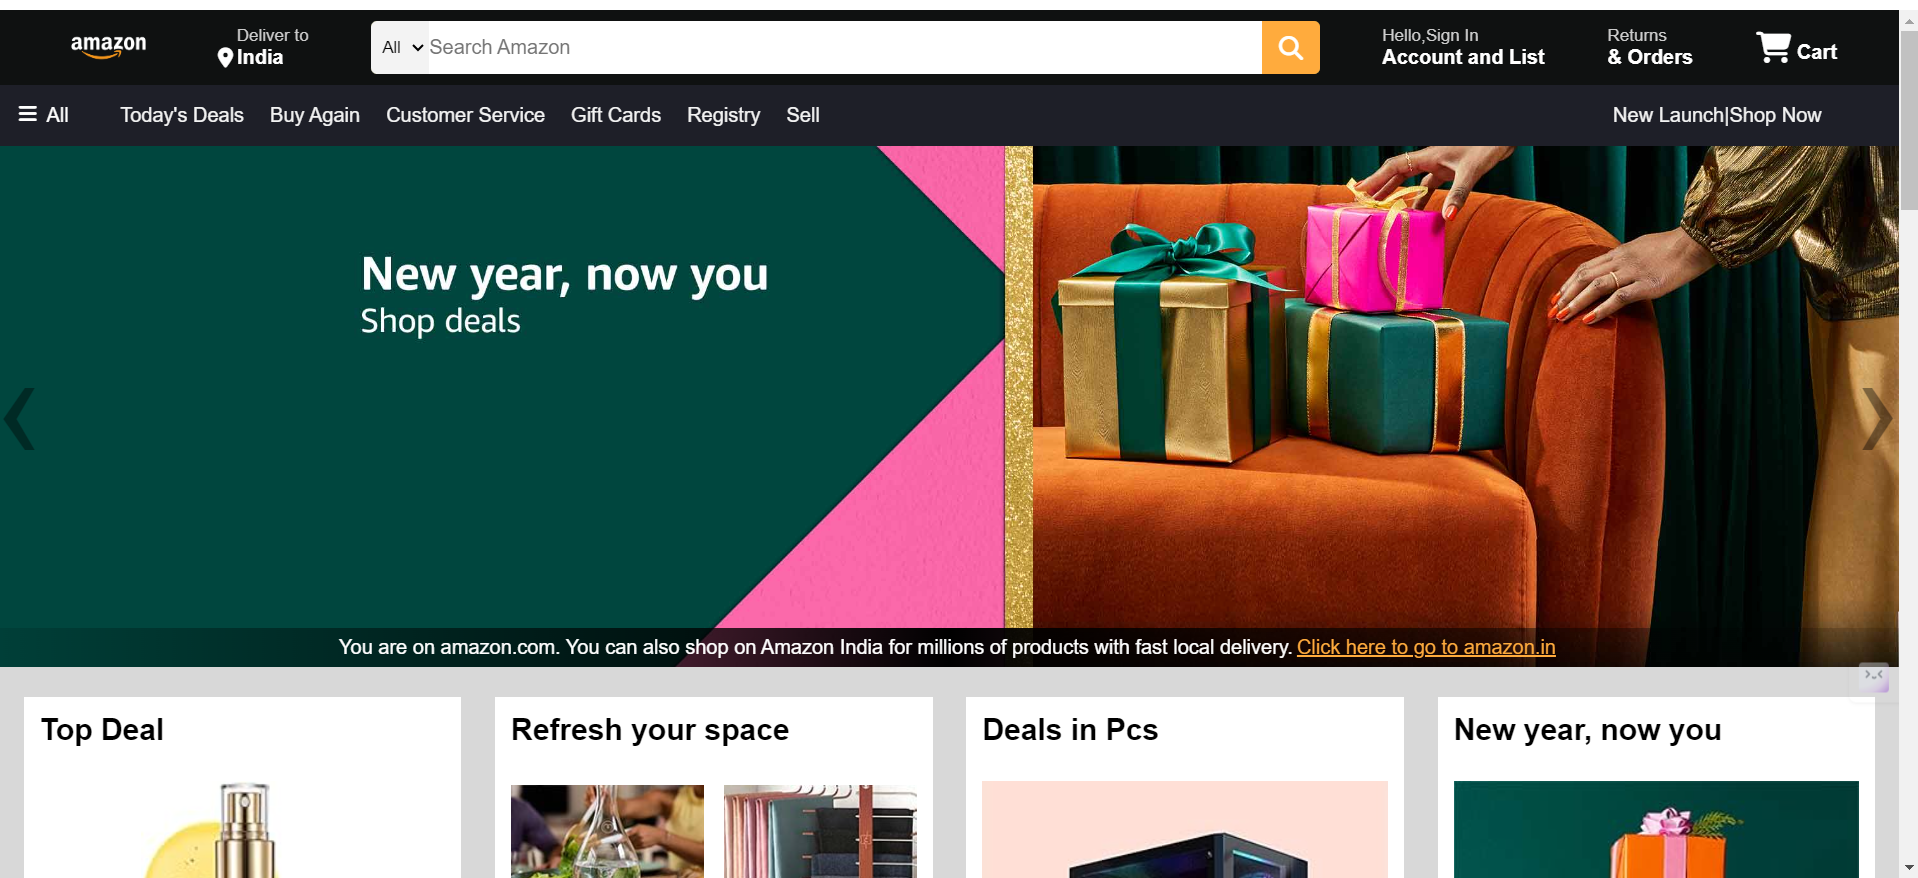 amazon
Deliver to
India
All
Search Amazon
Hello,Sign In
Account and List
Returns
& Orders
Cart
All
Today's Deals
Buy Again
Customer Service
Gift Cards
Registry
Sell
New Launch|Shop Now
New year, now you
Shop deals
You are on amazon.com. You can also shop on Amazon India for millions of products with fast local delivery. Click here to go to amazon.in
Top Deal
Refresh your space
Deals in Pcs
New year, now you